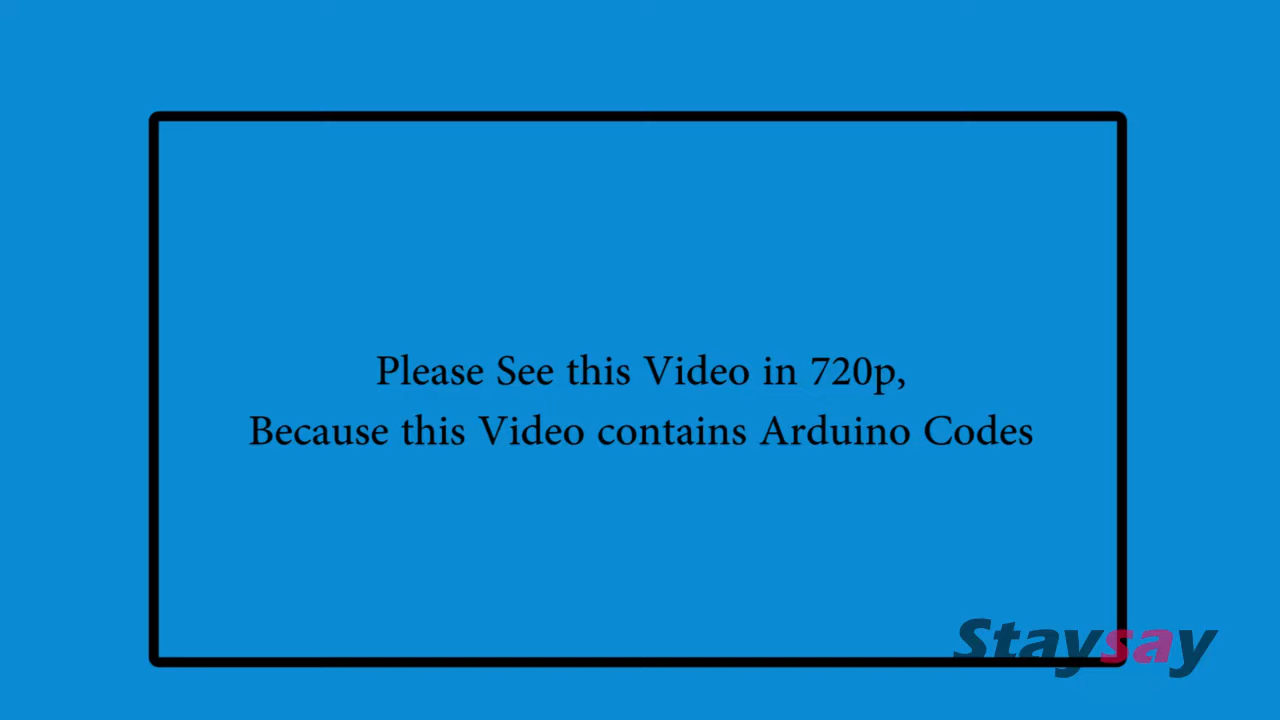 Please See this Video in 720p,
Because this Video contains Arduino Codes
Staysay